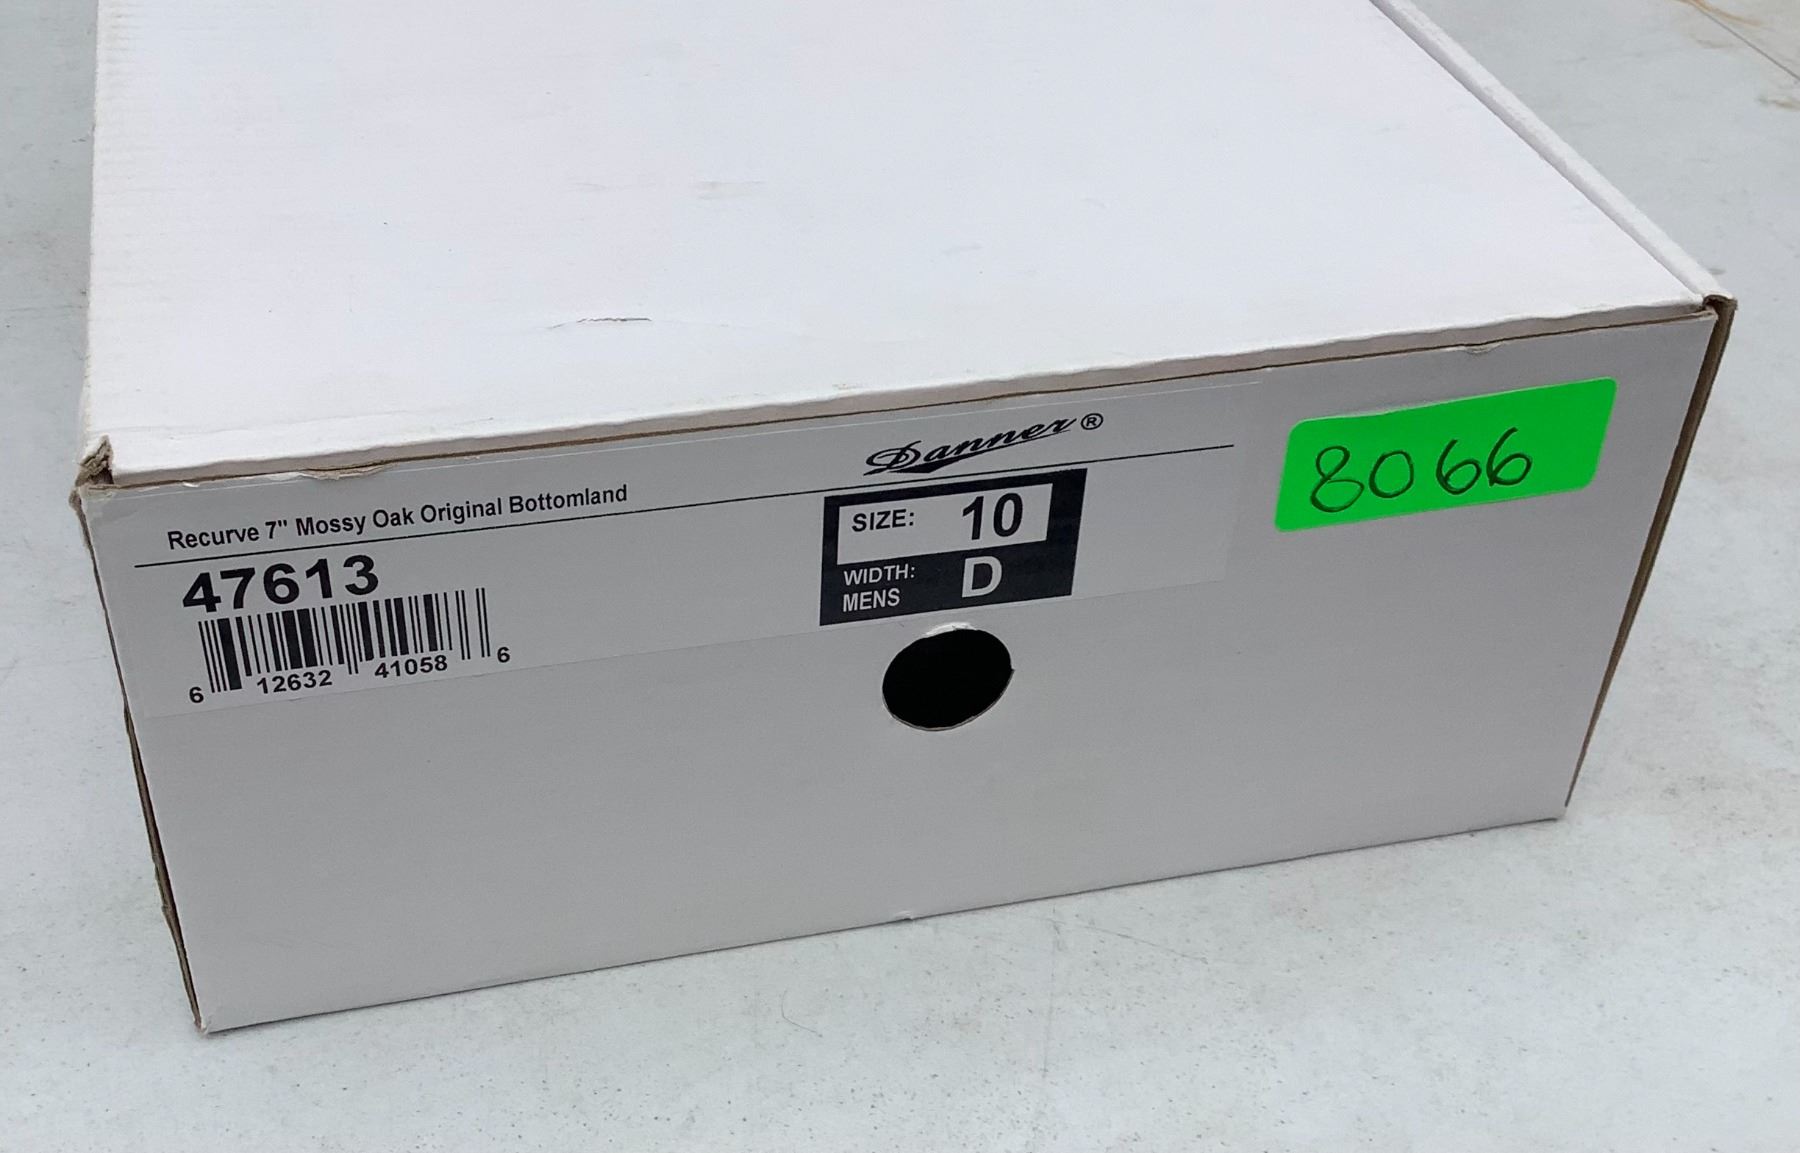 Danner®
Recurve 7" Mossy Oak Original Bottomland
47613
6 12632 41058 6
SIZE: 10
WIDTH: D
MENS
8066